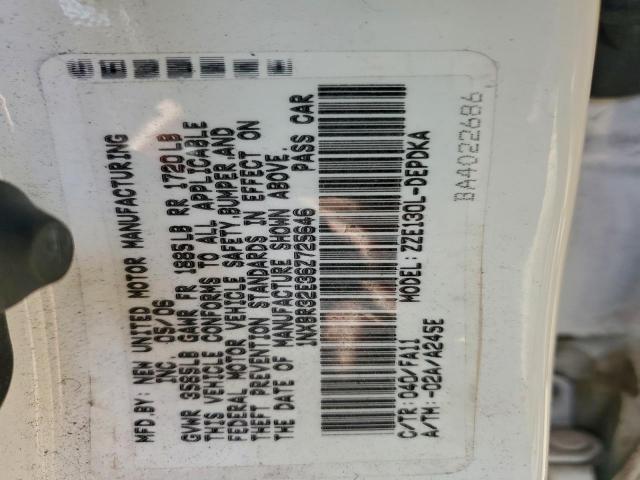 MFD.BY: NEW UNITED MOTOR MANUFACTURING
INC. 05/06
GVWR 3585LB GAWR FR 1885LB RR 1720LB
THIS VEHICLE CONFORMS TO ALL APPLICABLE
FEDERAL MOTOR VEHICLE SAFETY,BUMPER,AND
THEFT PREVENTION STANDARDS IN EFFECT ON
THE DATE OF MANUFACTURE SHOWN ABOVE.
1NXBR32E36Z725646 PASS CAR
C/TR: 040/FA11 MODEL: ZZE130L-DEPDKA
A/TM: -02A/A245E
BA4022686